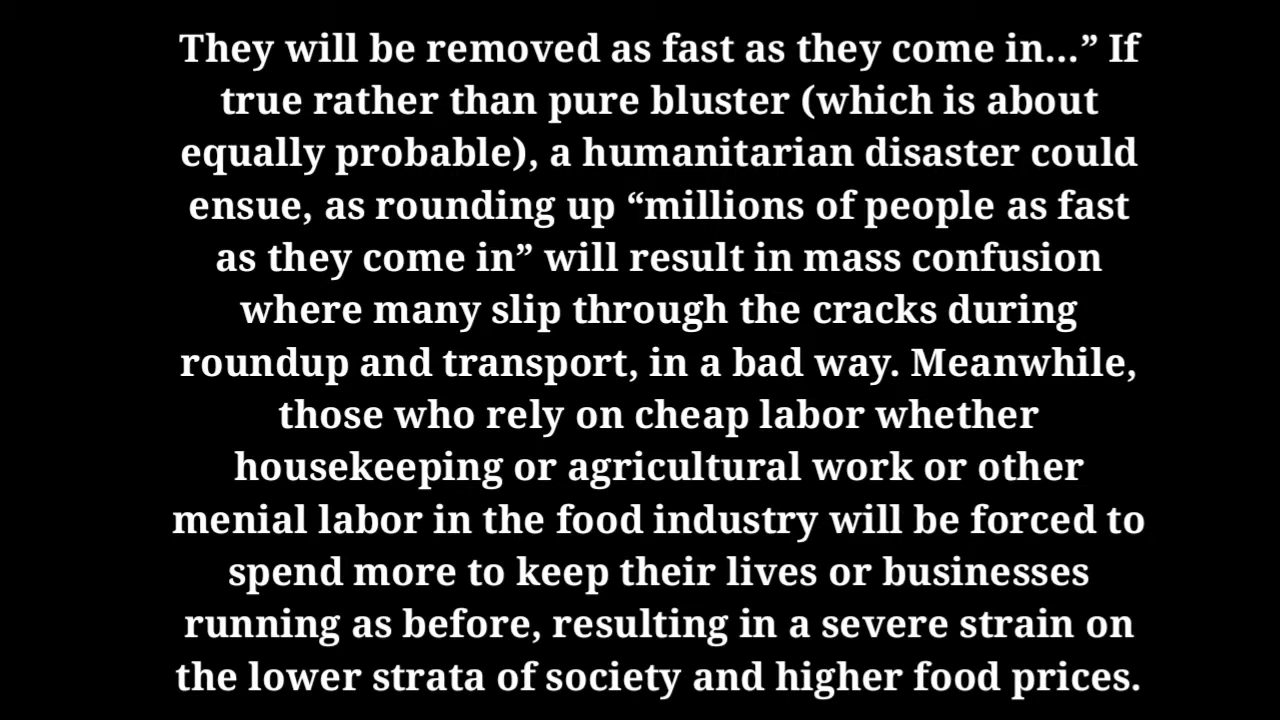 They will be removed as fast as they come in...” If
true rather than pure bluster (which is about
equally probable), a humanitarian disaster could
ensue, as rounding up “millions of people as fast
as they come in” will result in mass confusion
where many slip through the cracks during
roundup and transport, in a bad way. Meanwhile,
those who rely on cheap labor whether
housekeeping or agricultural work or other
menial labor in the food industry will be forced to
spend more to keep their lives or businesses
running as before, resulting in a severe strain on
the lower strata of society and higher food prices.